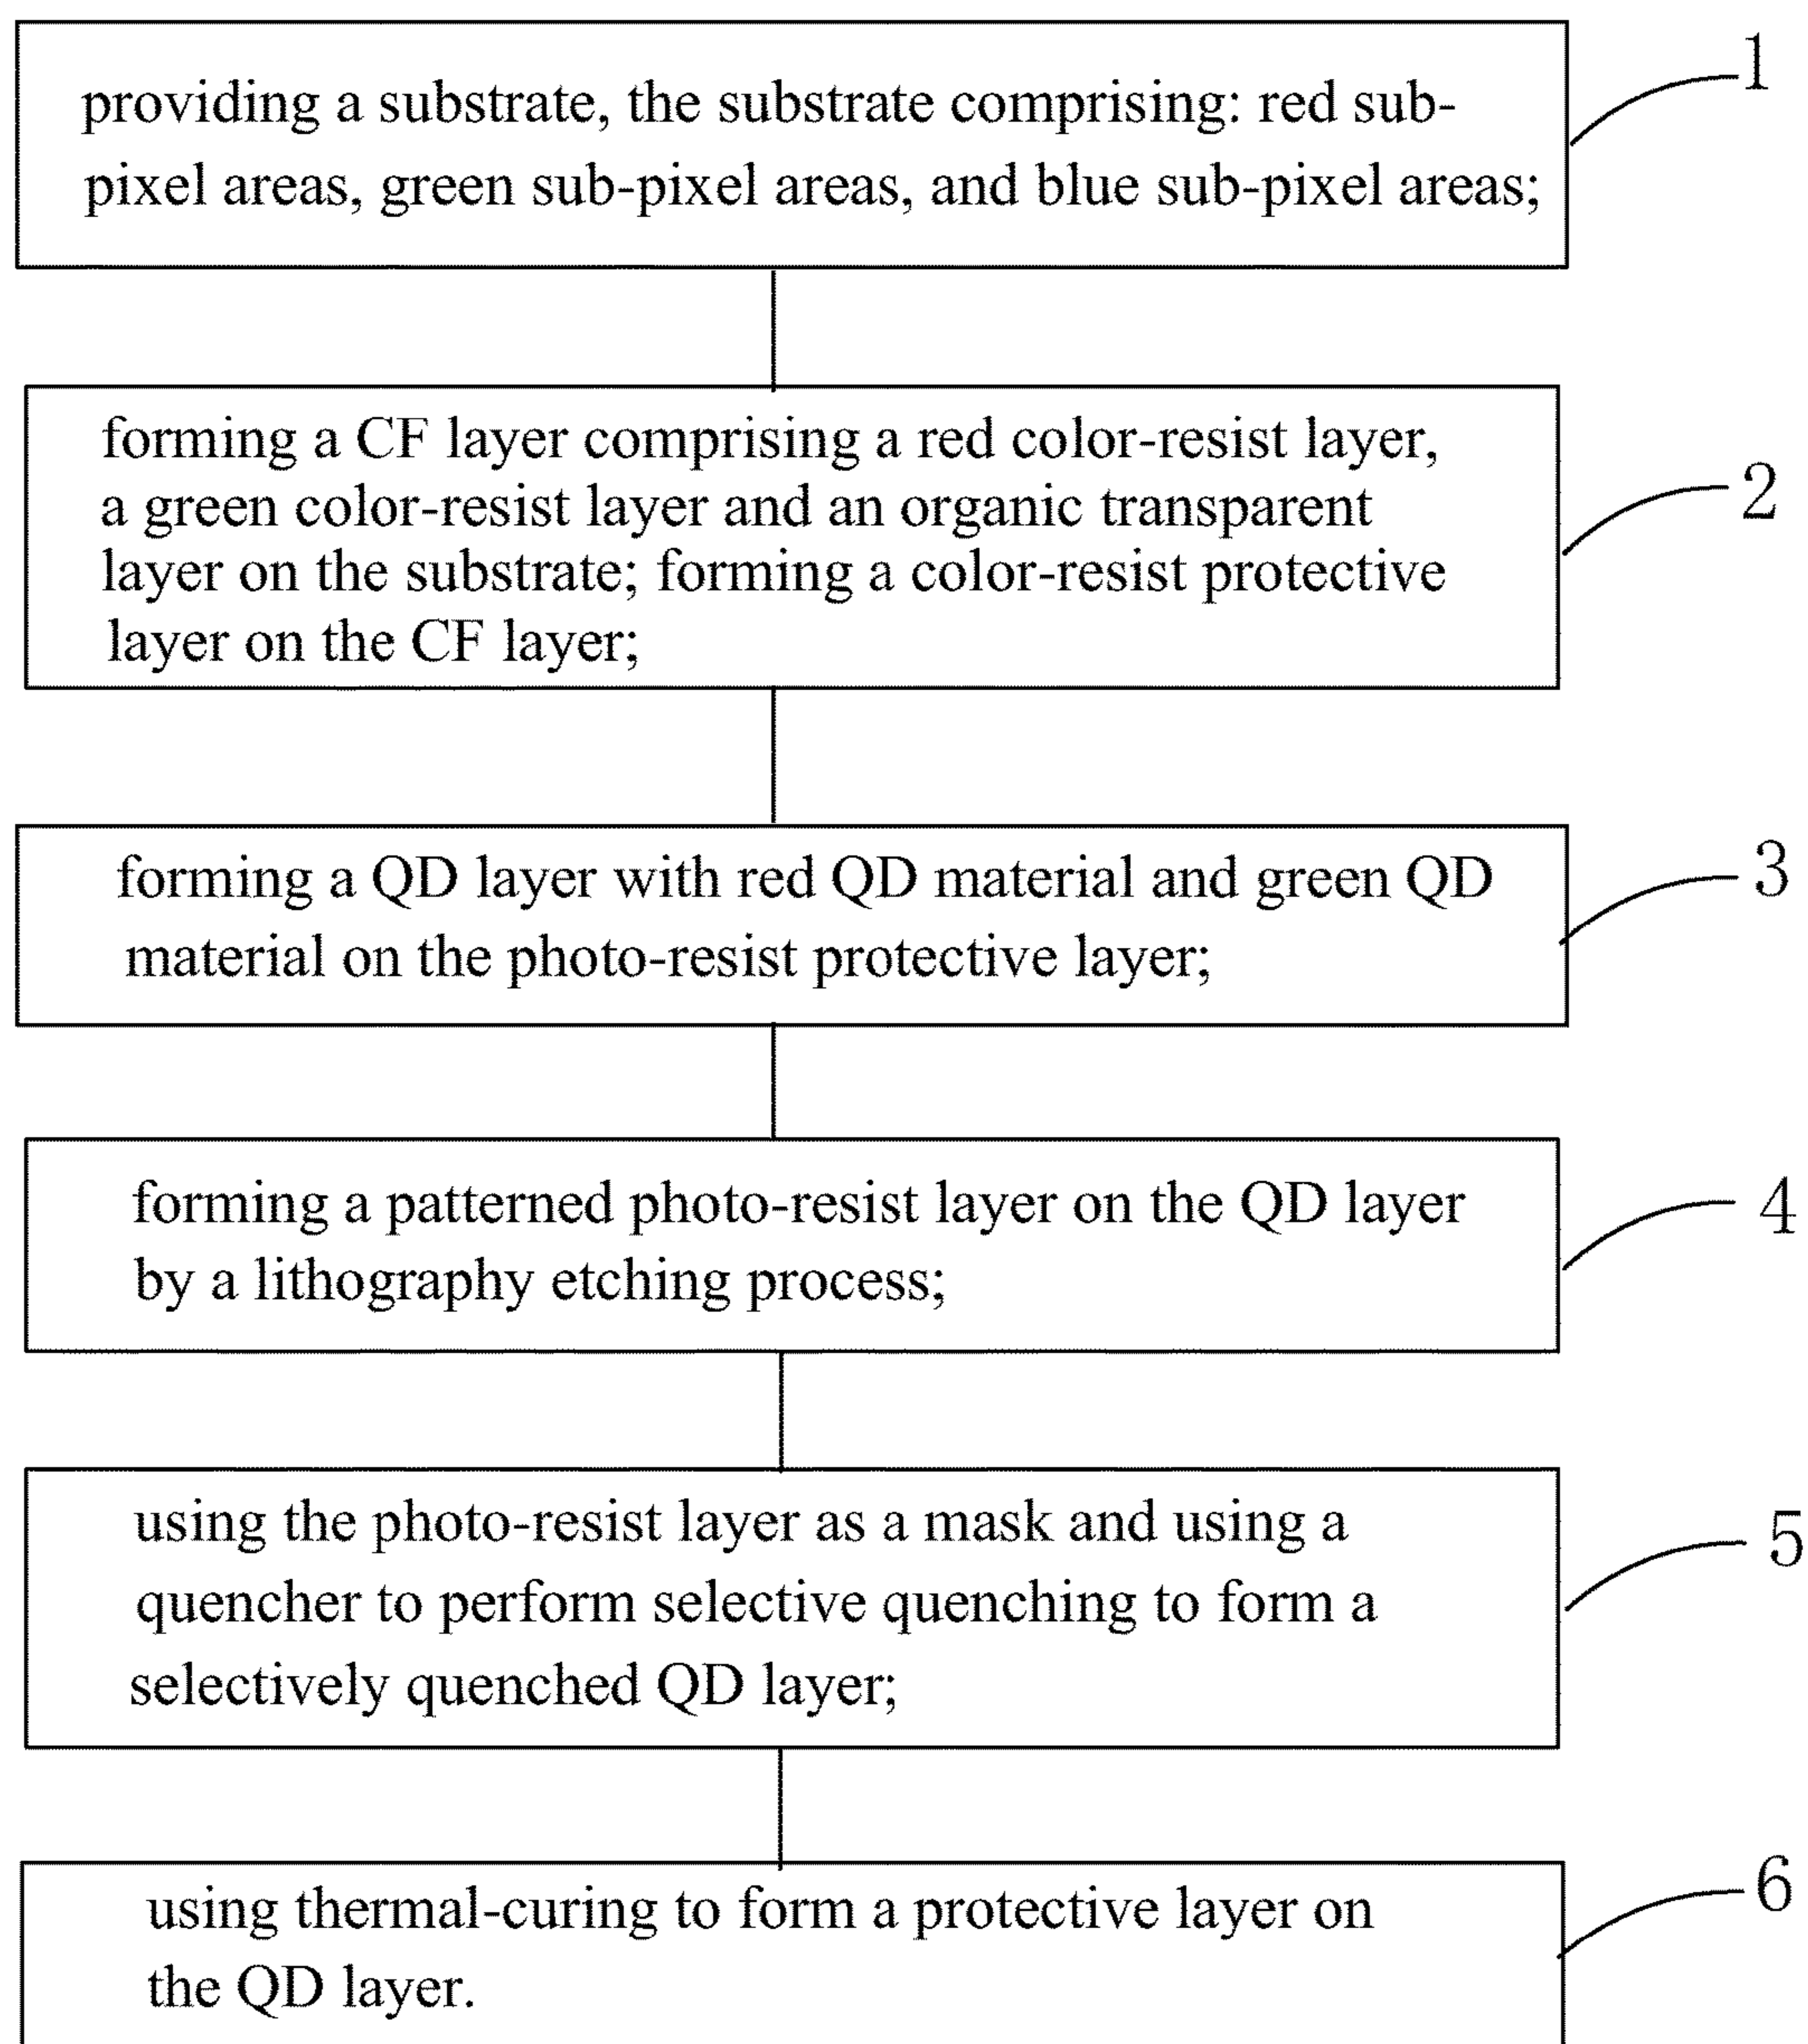 providing a substrate, the substrate comprising: red sub-
pixel areas, green sub-pixel areas, and blue sub-pixel areas;
1
forming a CF layer comprising a red color-resist layer,
a green color-resist layer and an organic transparent
layer on the substrate; forming a color-resist protective
layer on the CF layer;
2
forming a QD layer with red QD material and green QD
material on the photo-resist protective layer;
3
forming a patterned photo-resist layer on the QD layer
by a lithography etching process;
4
using the photo-resist layer as a mask and using a
quencher to perform selective quenching to form a
selectively quenched QD layer;
5
using thermal-curing to form a protective layer on
the QD layer.
6